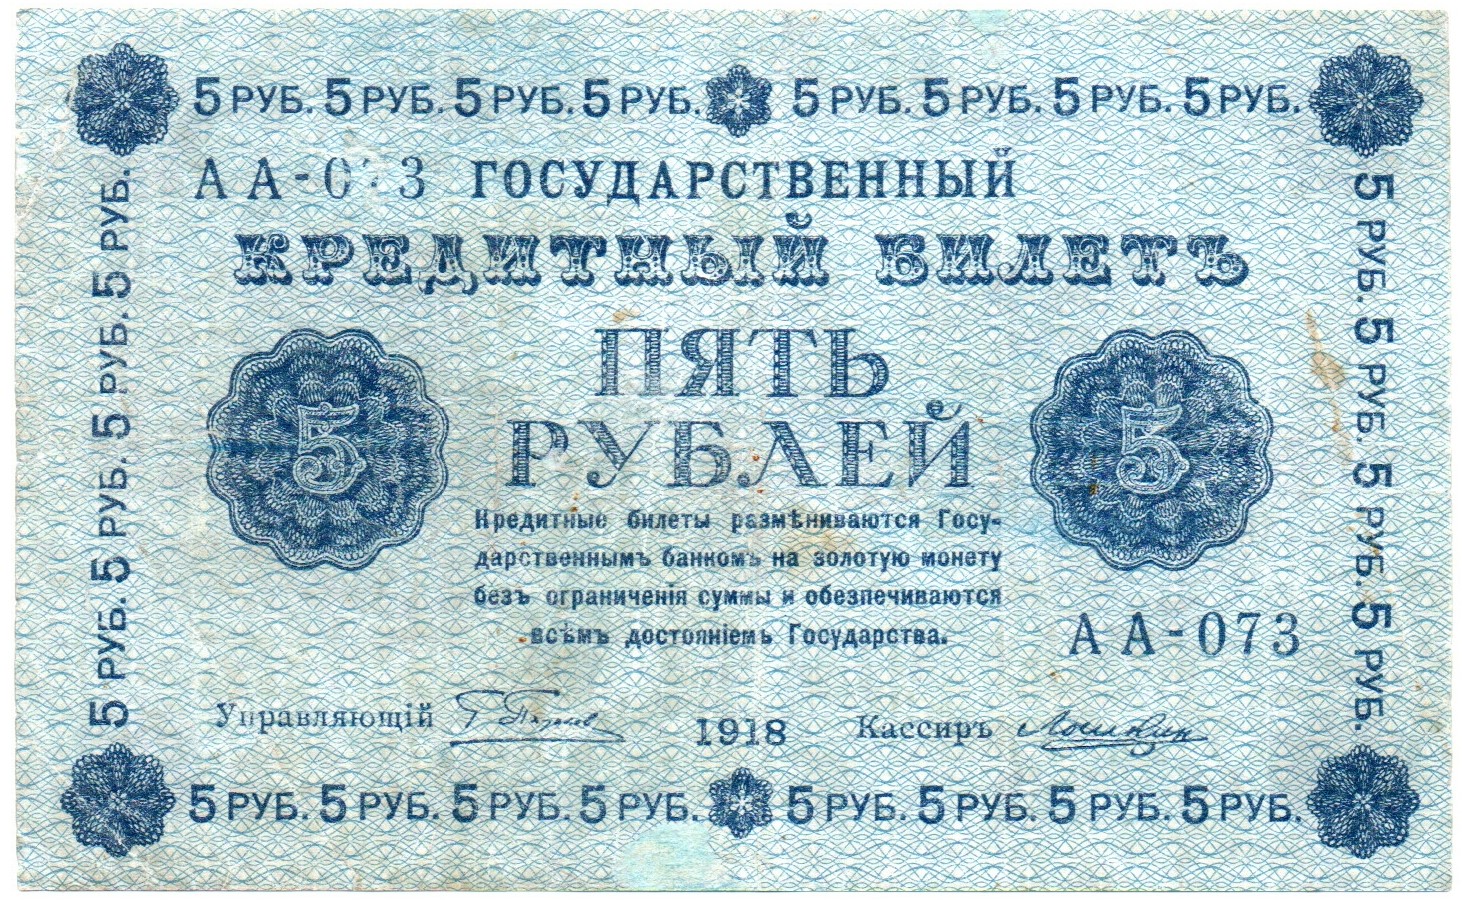 5 РУБ. 5 РУБ. 5 РУБ. 5 РУБ. 5 РУБ. 5 РУБ. 5 РУБ. 5 РУБ.
АА-073 ГОСУДАРСТВЕННЫЙ
КРЕДИТНЫЙ БИЛЕТЪ
ПЯТЬ
РУБЛЕЙ
5
5
Кредитные билеты размѣниваются Госу-
дарственнымъ банкомъ на золотую монету
безъ ограниченія суммы и обезпечиваются
всѣмъ достояніемъ Государства.
АА-073
Управляющій
1918
Кассиръ
5 РУБ. 5 РУБ. 5 РУБ. 5 РУБ.
5 РУБ. 5 РУБ. 5 РУБ. 5 РУБ.
5 РУБ. 5 РУБ. 5 РУБ. 5 РУБ. 5 РУБ. 5 РУБ. 5 РУБ. 5 РУБ.